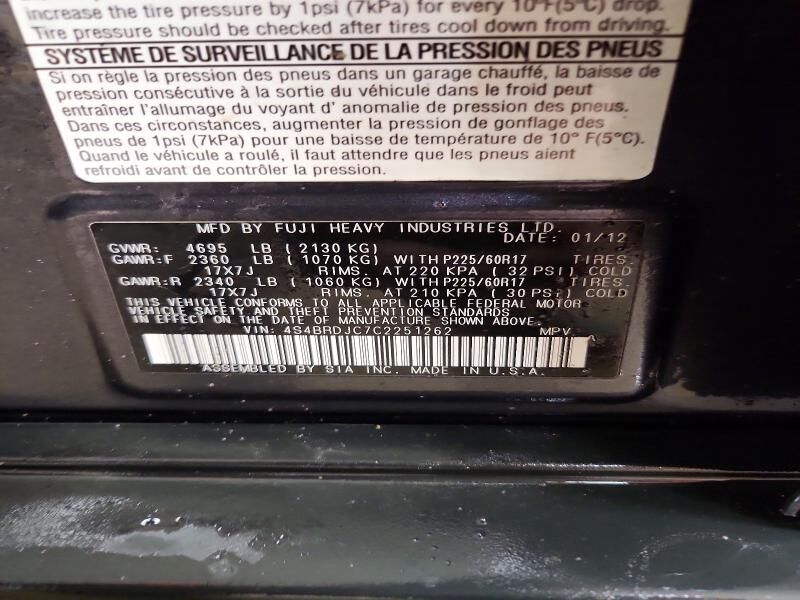 increase the tire pressure by 1psi (7kPa) for every 10°F(5°C) drop.
Tire pressure should be checked after tires cool down from driving.
SYSTÈME DE SURVEILLANCE DE LA PRESSION DES PNEUS
Si on règle la pression des pneus dans un garage chauffé, la baisse de
pression consécutive à la sortie du véhicule dans le froid peut
entraîner l'allumage du voyant d' anomalie de pression des pneus.
Dans ces circonstances, augmenter la pression de gonflage des
pneus de 1psi (7kPa) pour une baisse de température de 10° F(5°C).
Quand le véhicule a roulé, il faut attendre que les pneus aient
refroidi avant de contrôler la pression.
MFD BY FUJI HEAVY INDUSTRIES LTD.
DATE: 01/12
GVWR: 4695 LB ( 2130 KG)
GAWR:F 2360 LB ( 1070 KG) WITH P225/60R17 TIRES
17X7J RIMS. AT 220 KPA ( 32 PSI) COLD
GAWR:R 2340 LB ( 1060 KG) WITH P225/60R17 TIRES
17X7J RIMS. AT 210 KPA ( 30 PSI) COLD
THIS VEHICLE CONFORMS TO ALL APPLICABLE FEDERAL MOTOR
VEHICLE SAFETY AND THEFT PREVENTION STANDARDS
IN EFFECT ON THE DATE OF MANUFACTURE SHOWN ABOVE.
VIN: 4S4BRDJC7C2251262 MPV
A
ASSEMBLED BY SIA INC. MADE IN U.S.A.